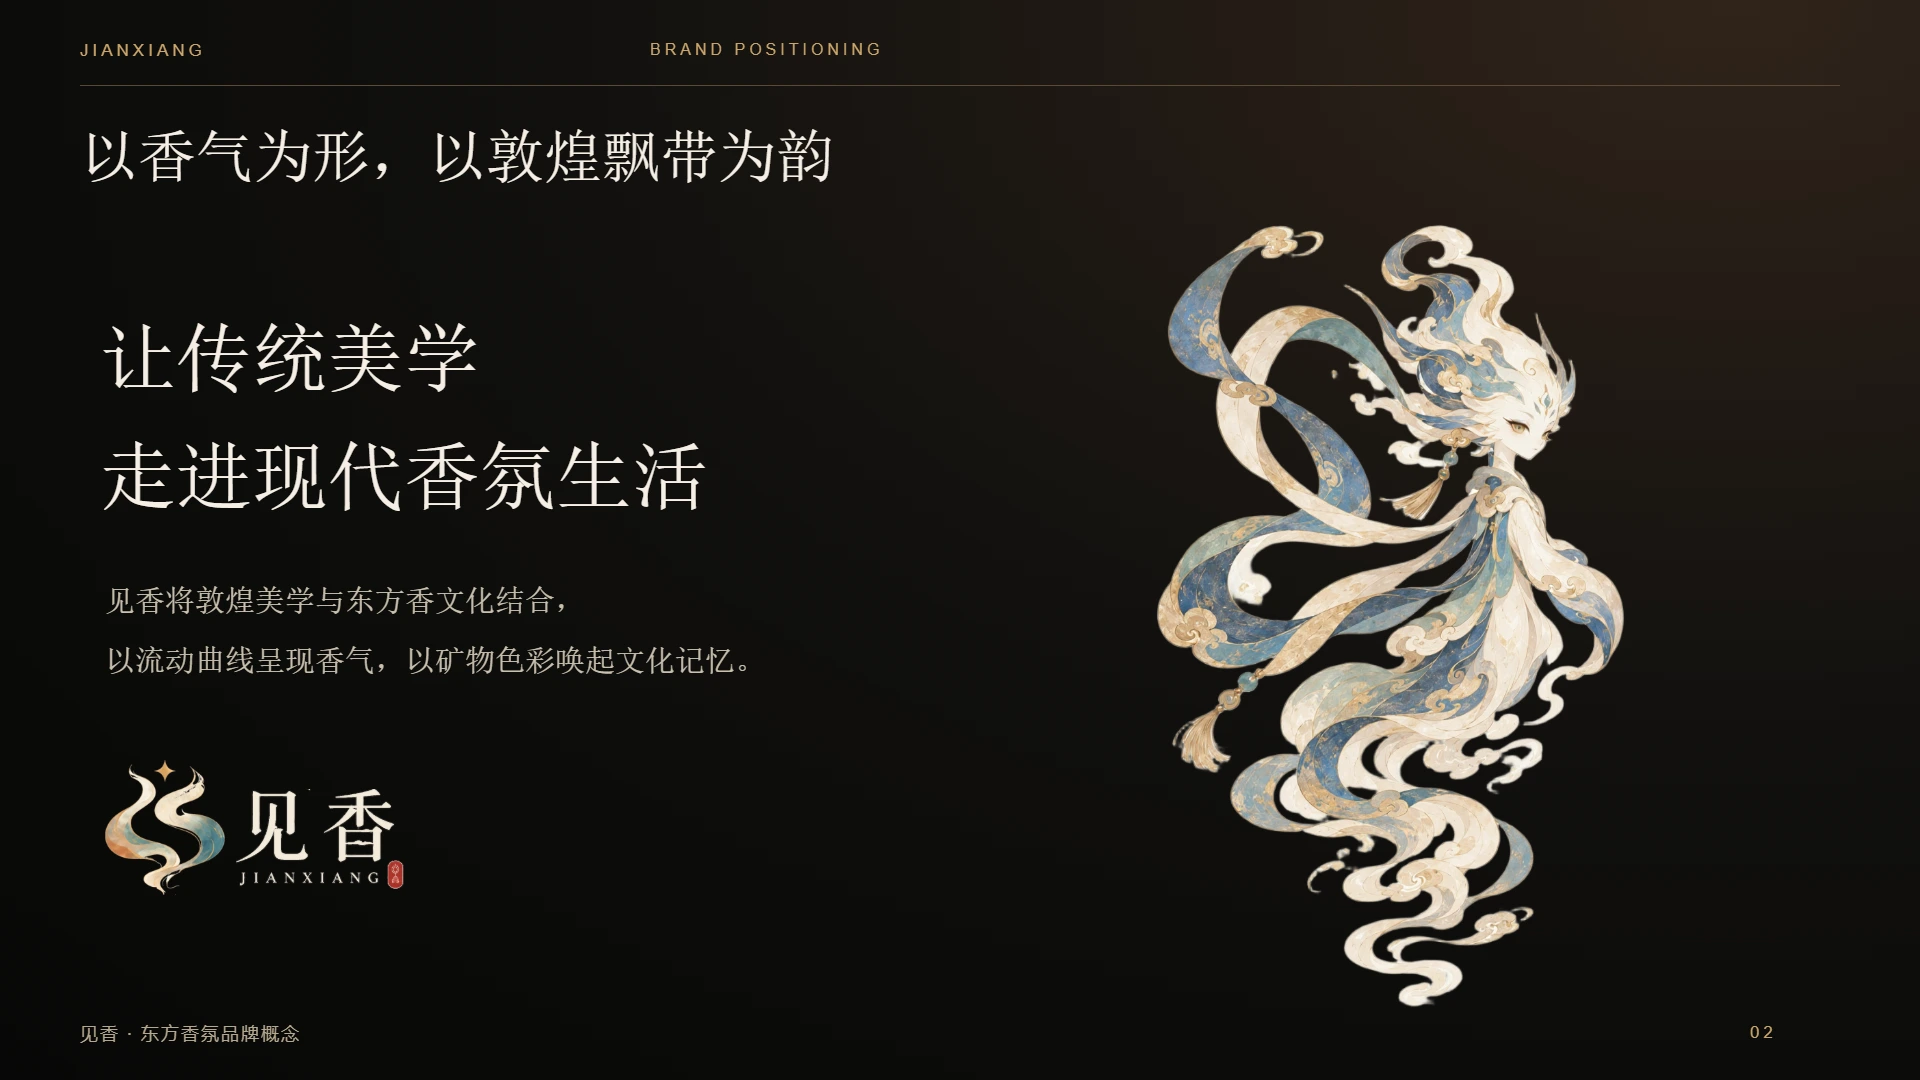 JIANXIANG
BRAND POSITIONING
以香气为形，以敦煌飘带为韵
让传统美学
走进现代香氛生活
见香将敦煌美学与东方香文化结合，
以流动曲线呈现香气，以矿物色彩唤起文化记忆。
见香
JIANXIANG
见香 · 东方香氛品牌概念
02